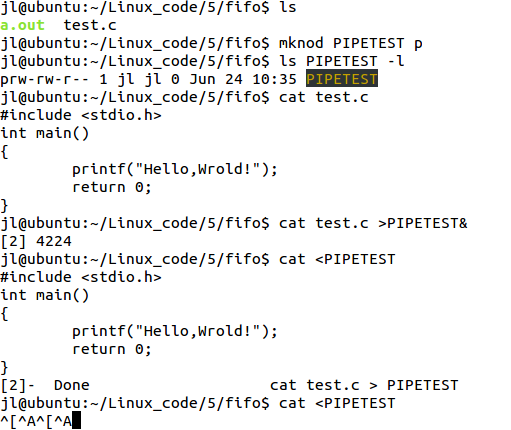 jl@ubuntu:~/Linux_code/5/fifo$ ls
a.out  test.c
jl@ubuntu:~/Linux_code/5/fifo$ mknod PIPETEST p
jl@ubuntu:~/Linux_code/5/fifo$ ls PIPETEST -l
prw-rw-r-- 1 jl jl 0 Jun 24 10:35 PIPETEST
jl@ubuntu:~/Linux_code/5/fifo$ cat test.c
#include <stdio.h>
int main()
{
        printf("Hello,Wrold!");
        return 0;
}
jl@ubuntu:~/Linux_code/5/fifo$ cat test.c >PIPETEST&
[2] 4224
jl@ubuntu:~/Linux_code/5/fifo$ cat <PIPETEST
#include <stdio.h>
int main()
{
        printf("Hello,Wrold!");
        return 0;
}
[2]-  Done                    cat test.c > PIPETEST
jl@ubuntu:~/Linux_code/5/fifo$ cat <PIPETEST
^[^A^[^A